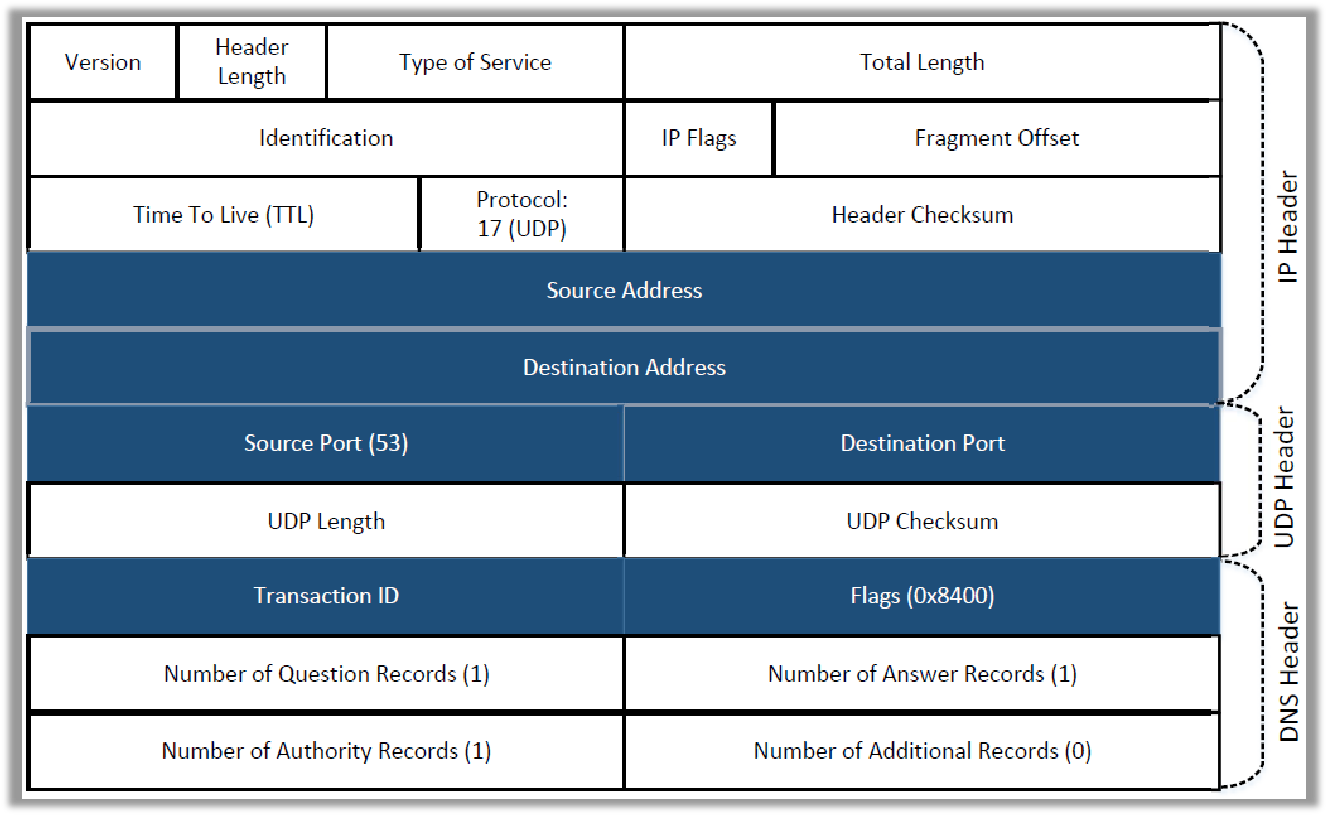 Version
Header
Length
Type of Service
Total Length
Identification
IP Flags
Fragment Offset
Time To Live (TTL)
Protocol:
17 (UDP)
Header Checksum
Source Address
Destination Address
IP Header
Source Port (53)
Destination Port
UDP Length
UDP Checksum
UDP Header
Transaction ID
Flags (0x8400)
Number of Question Records (1)
Number of Answer Records (1)
Number of Authority Records (1)
Number of Additional Records (0)
DNS Header